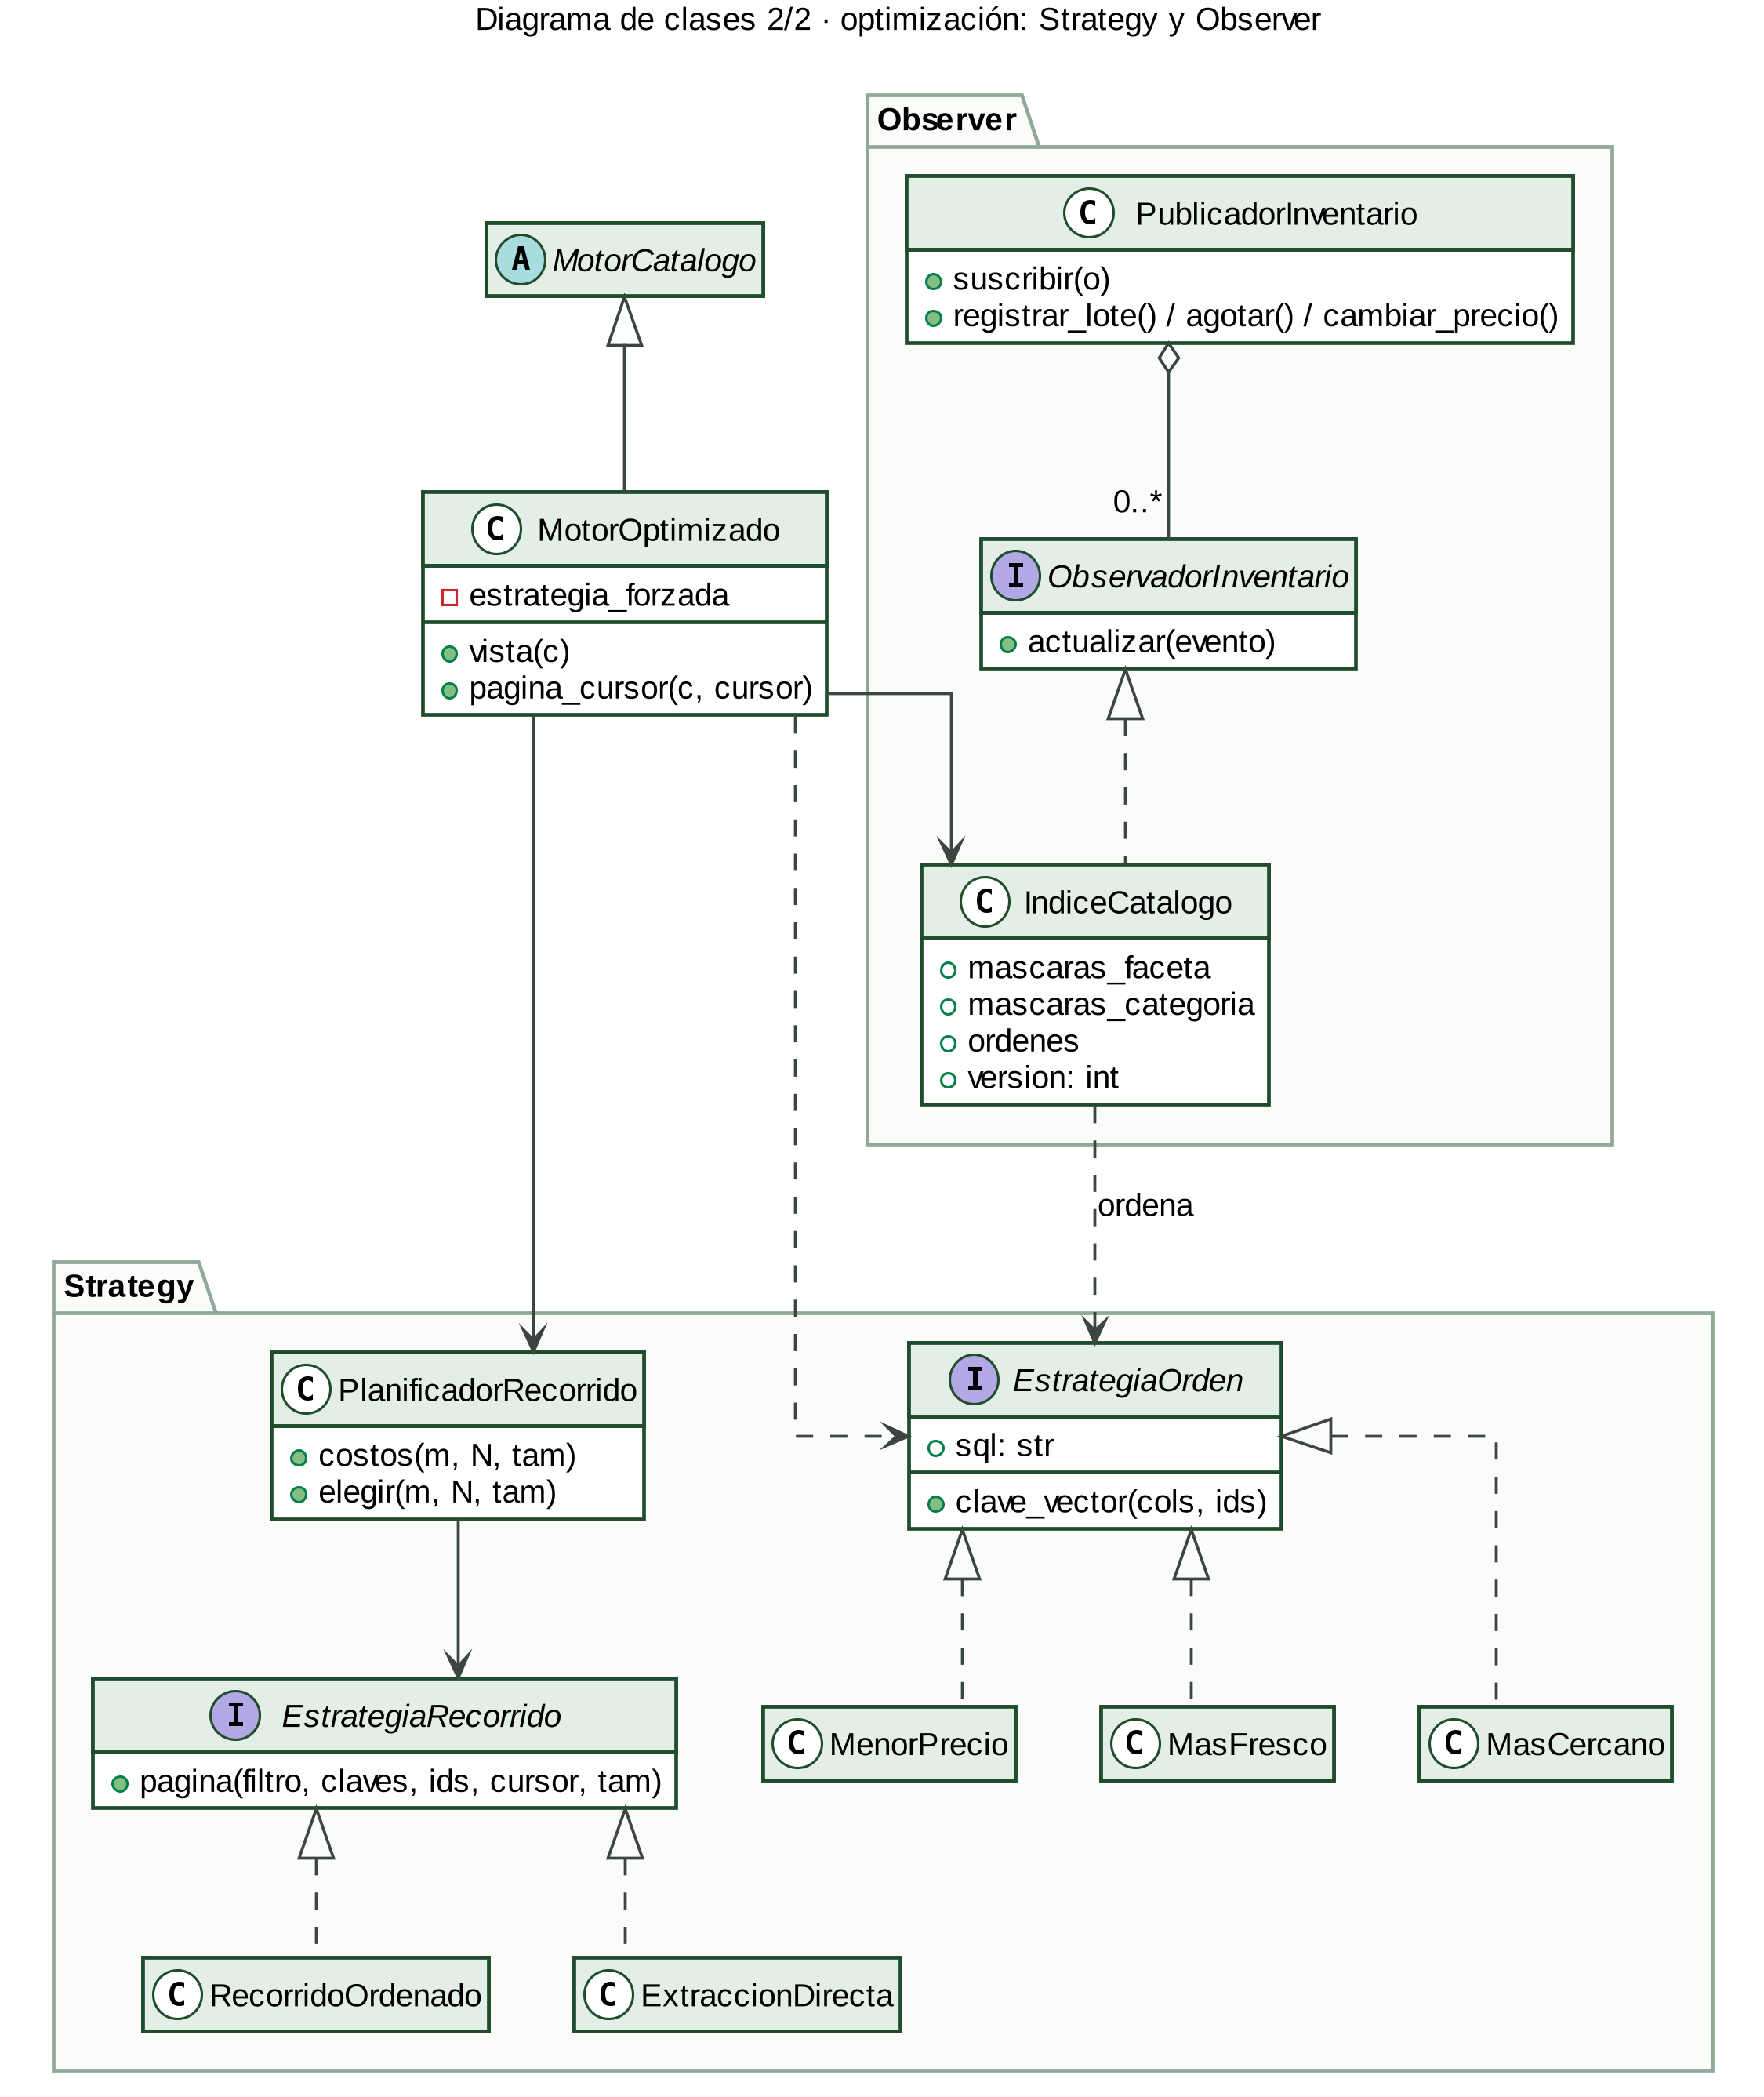 Diagrama de clases 2/2 · optimización: Strategy y Observer
Observer
C PublicadorInventario
suscribir(o)
registrar_lote() / agotar() / cambiar_precio()
A MotorCatalogo
0..*
C MotorOptimizado
estrategia_forzada
vista(c)
pagina_cursor(c, cursor)
I ObservadorInventario
actualizar(evento)
C IndiceCatalogo
mascaras_faceta
mascaras_categoria
ordenes
version: int
ordena
Strategy
C PlanificadorRecorrido
costos(m, N, tam)
elegir(m, N, tam)
I EstrategiaOrden
sql: str
clave_vector(cols, ids)
I EstrategiaRecorrido
pagina(filtro, claves, ids, cursor, tam)
C MenorPrecio
C MasFresco
C MasCercano
C RecorridoOrdenado
C ExtraccionDirecta